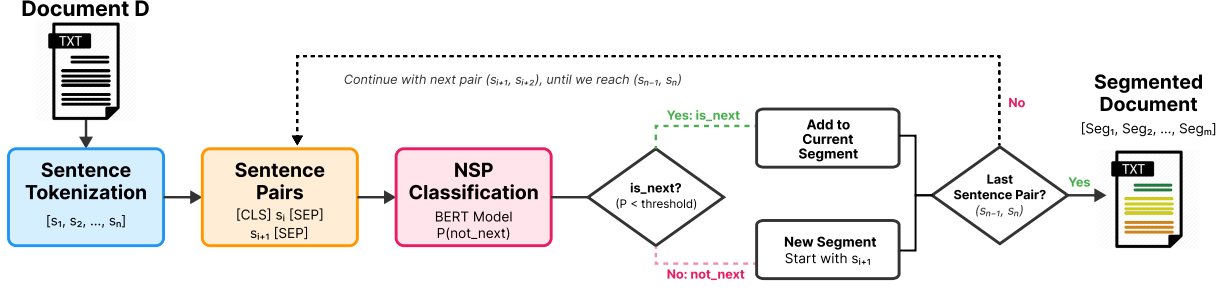 Document D
TXT
Sentence
Tokenization
[s₁, s₂, ..., sₙ]
Continue with next pair (sᵢ₊₁, sᵢ₊₂), until we reach (sₙ₋₁, sₙ)
Sentence
Pairs
[CLS] sᵢ [SEP]
sᵢ₊₁ [SEP]
NSP
Classification
BERT Model
P(not_next)
is_next?
(P < threshold)
Yes: is_next
No: not_next
Add to
Current
Segment
New Segment
Start with sᵢ₊₁
Last
Sentence Pair?
(sₙ₋₁, sₙ)
No
Yes
Segmented
Document
[Seg₁, Seg₂, ..., Segₘ]
TXT